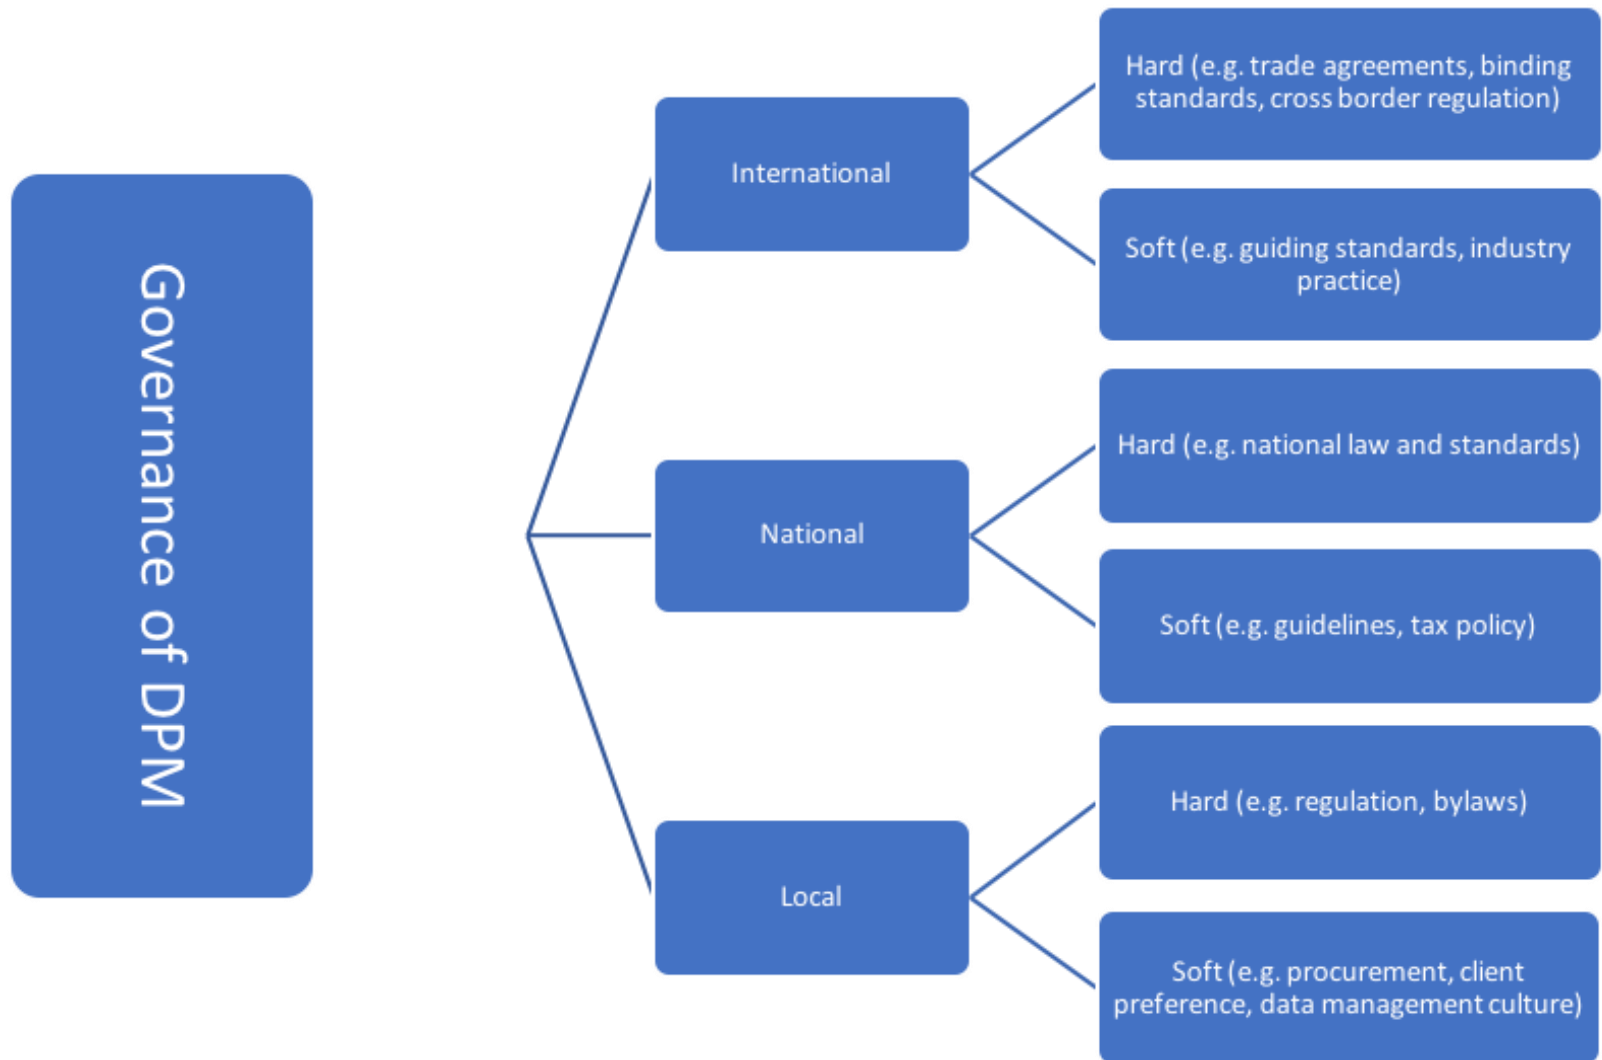 Governance of DPM
International
Hard (e.g. trade agreements, binding
standards, cross border regulation)
Soft (e.g. guiding standards, industry
practice)
National
Hard (e.g. national law and standards)
Soft (e.g. guidelines, tax policy)
Local
Hard (e.g. regulation, bylaws)
Soft (e.g. procurement, client
preference, data management culture)